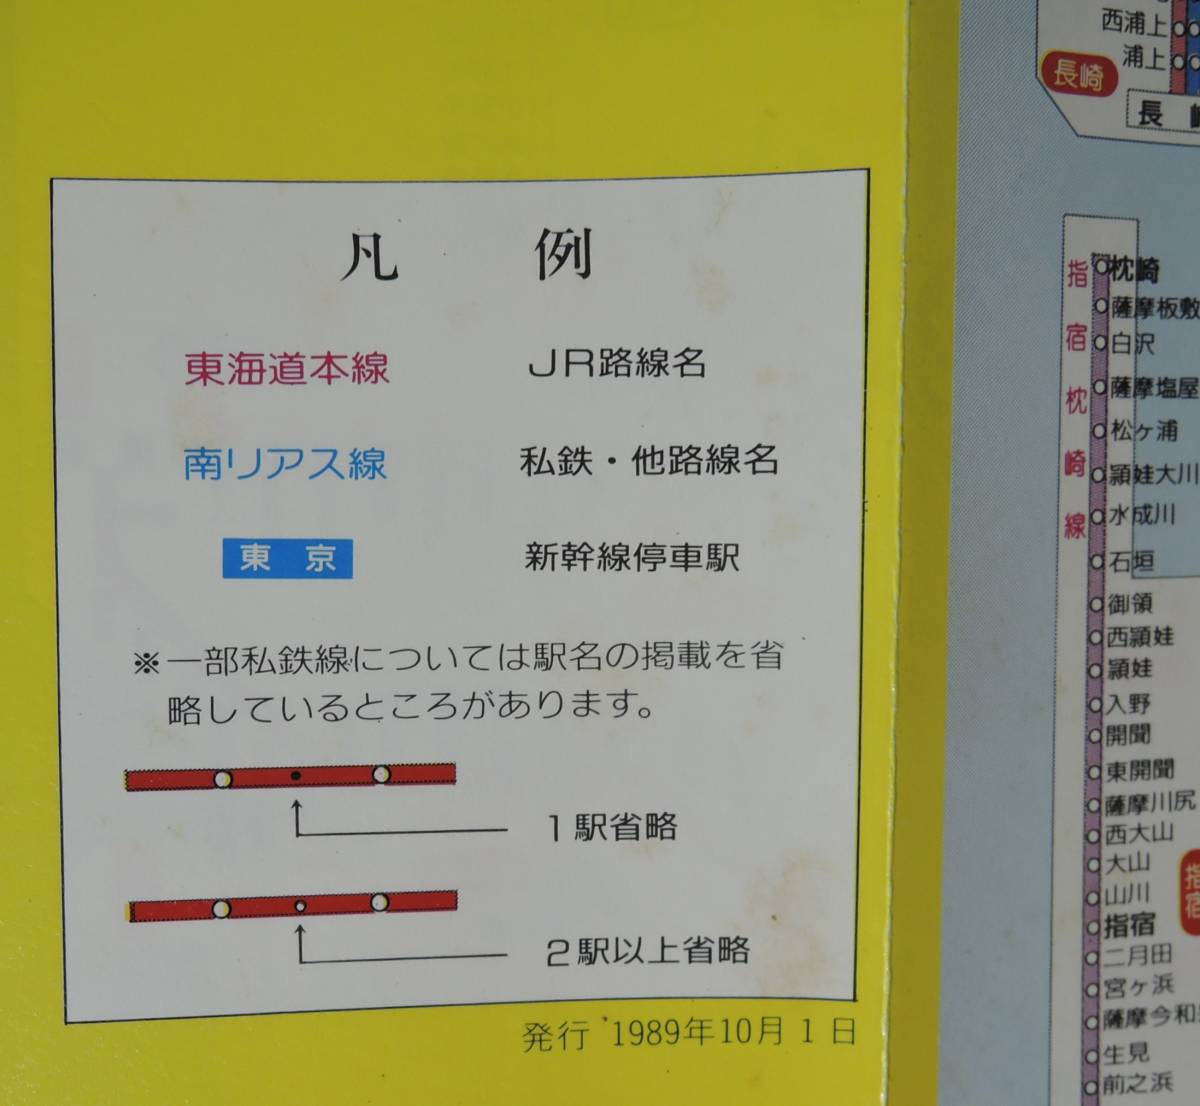 凡 例
東海道本線 JR路線名
南リアス線 私鉄・他路線名
東京 新幹線停車駅
※一部私鉄線については駅名の掲載を省
略しているところがあります。
1駅省略
2駅以上省略
発行 1989年10月1日
西浦上
浦上
長崎
長
指宿枕崎線
枕崎
薩摩板敷
白沢
薩摩塩屋
松ヶ浦
頴娃大川
水成川
石垣
御領
西頴娃
頴娃
入野
開聞
東開聞
薩摩川尻
西大山
大山
山川
指宿
指宿
二月田
宮ヶ浜
薩摩今和
生見
前之浜